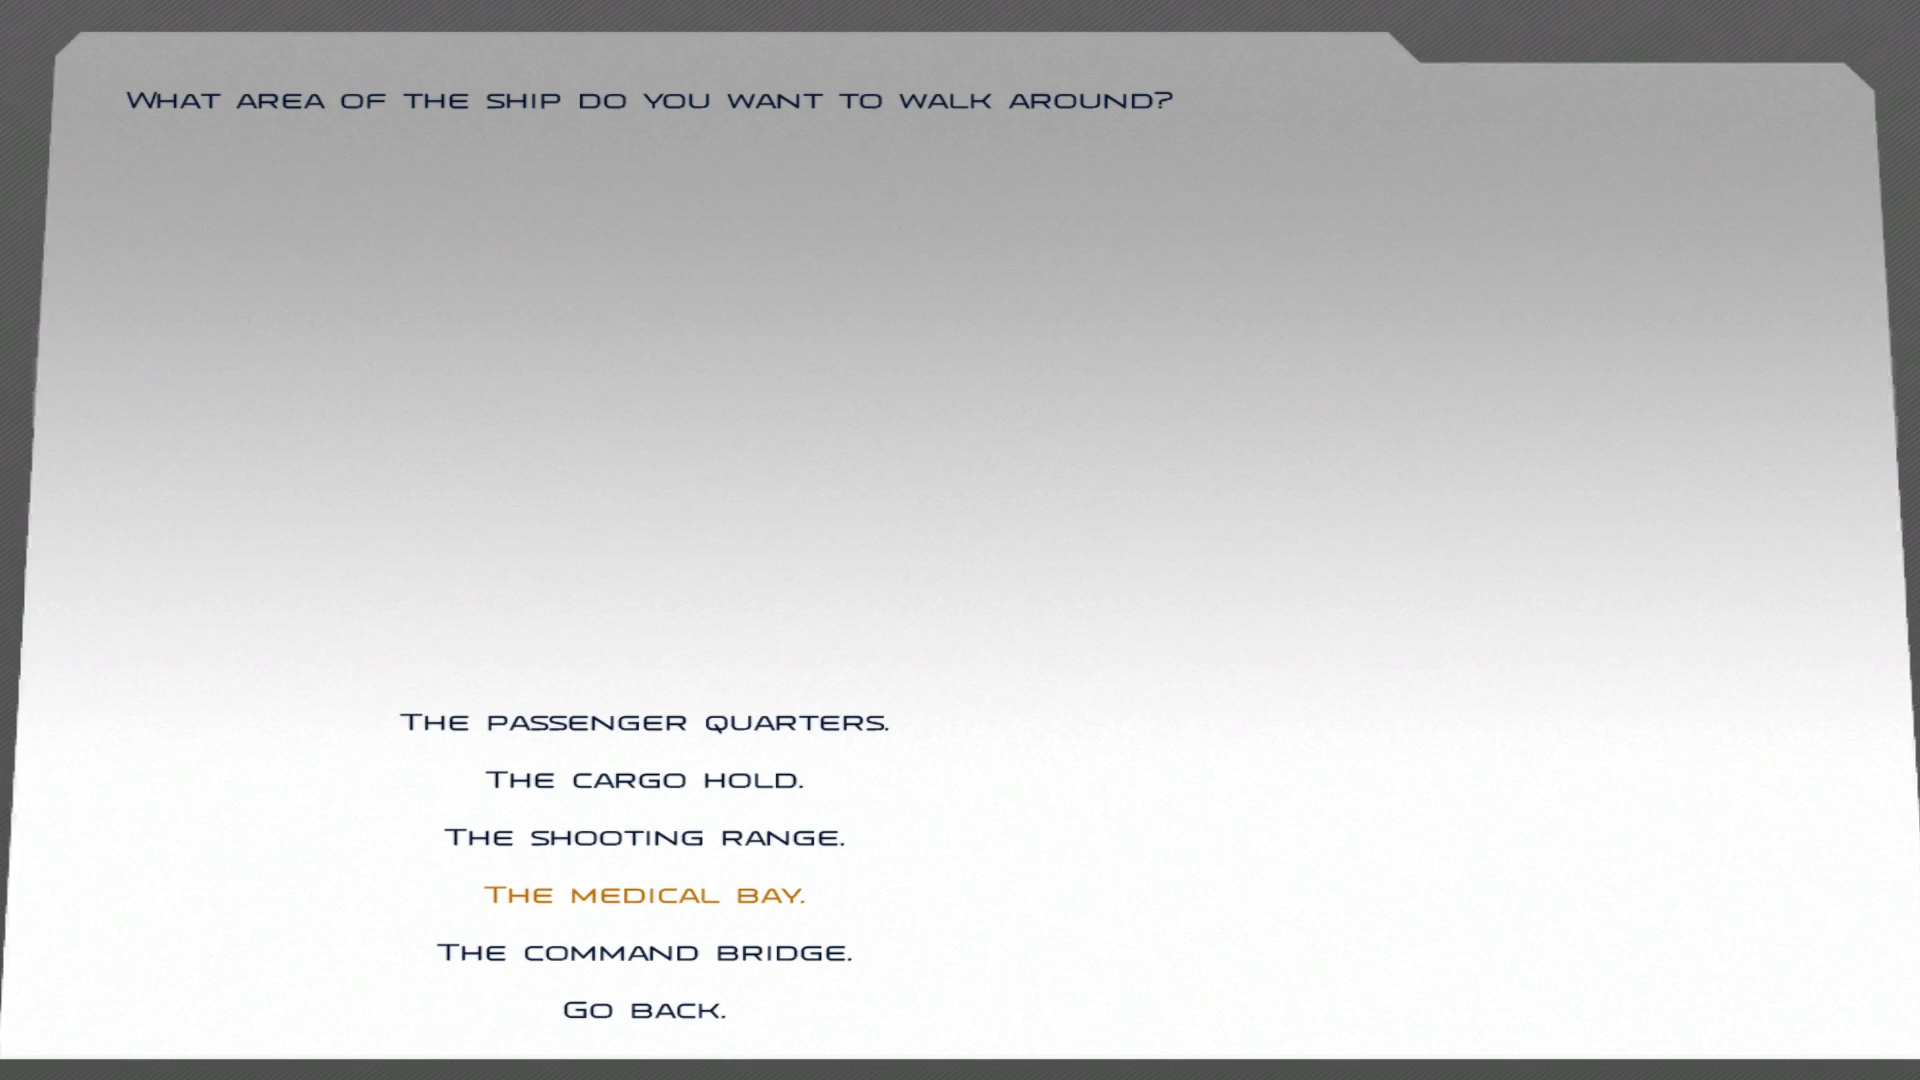 What area of the ship do you want to walk around?
The passenger quarters.
The cargo hold.
The shooting range.
The medical bay.
The command bridge.
Go back.